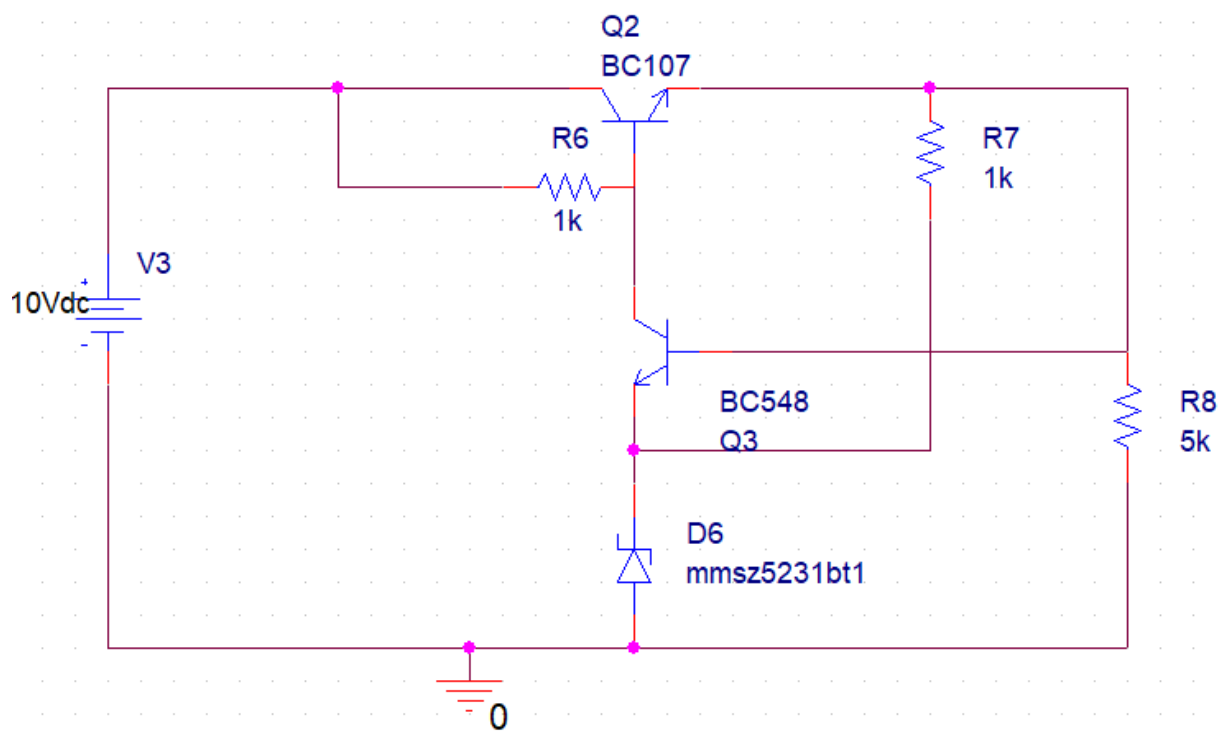 Q2
BC107
R6
1k
R7
1k
V3
+
10Vdc
-
BC548
Q3
R8
5k
D6
mmsz5231bt1
0